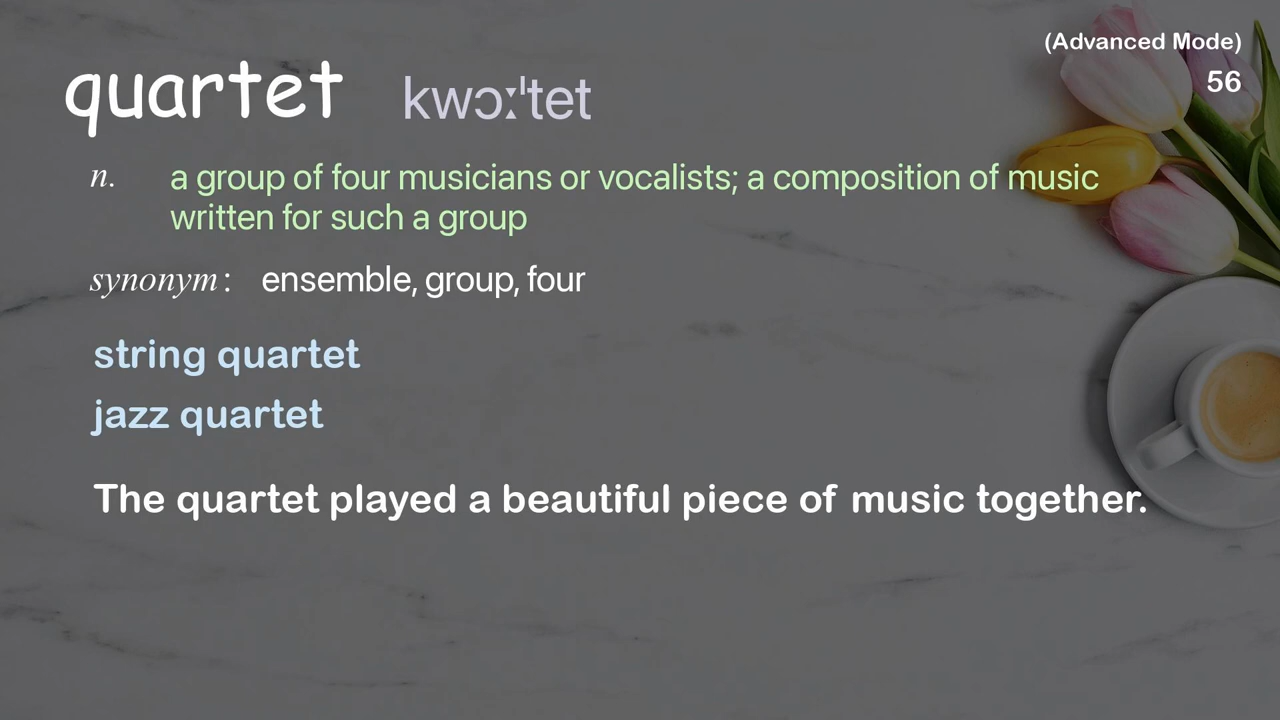 (Advanced Mode)
56
quartet kwɔːˈtet
n. a group of four musicians or vocalists; a composition of music
written for such a group
synonym: ensemble, group, four
string quartet
jazz quartet
The quartet played a beautiful piece of music together.